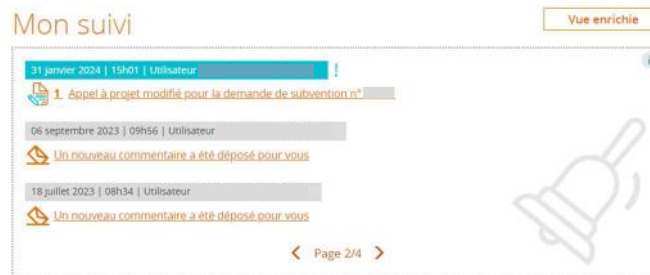 Mon suivi
Vue enrichie
31 janvier 2024 | 15h01 | Utilisateur
!
1 Appel à projet modifié pour la demande de subvention n°
06 septembre 2023 | 09h56 | Utilisateur
Un nouveau commentaire a été déposé pour vous
18 juillet 2023 | 08h34 | Utilisateur
Un nouveau commentaire a été déposé pour vous
Page 2/4